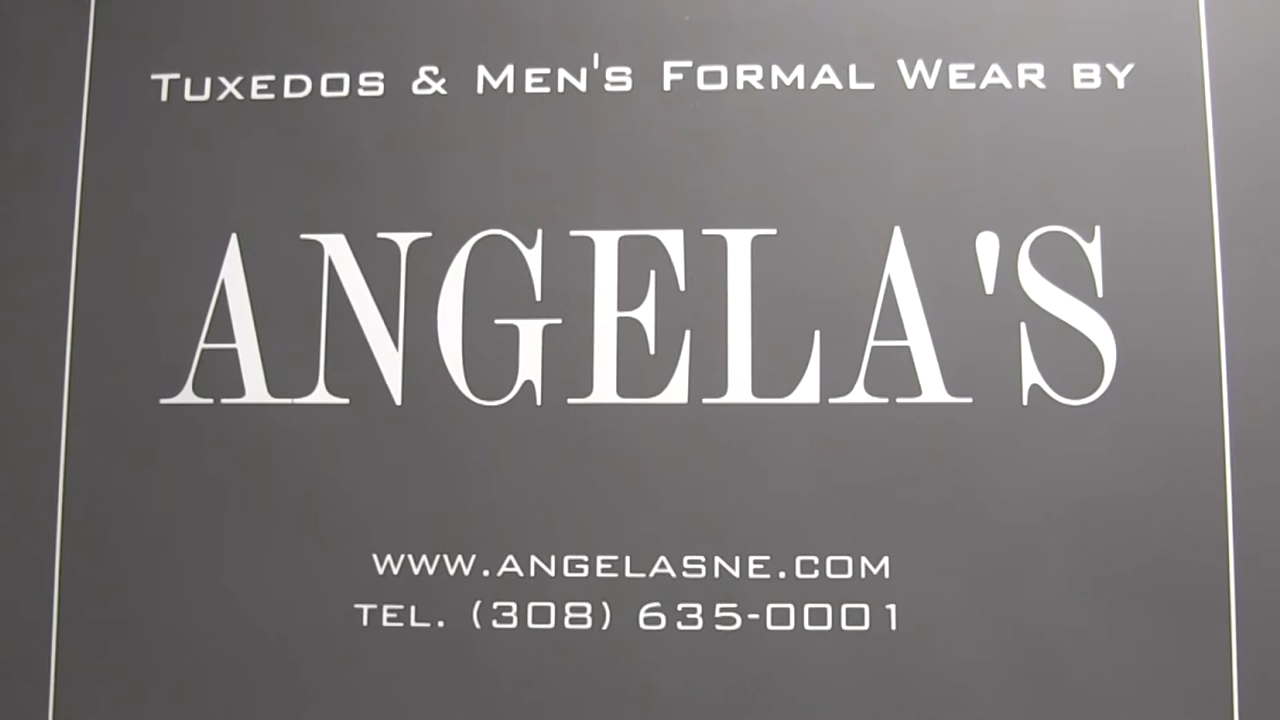 Tuxedos & Men's Formal Wear by
ANGELA'S
www.angelasne.com
Tel. (308) 635-0001